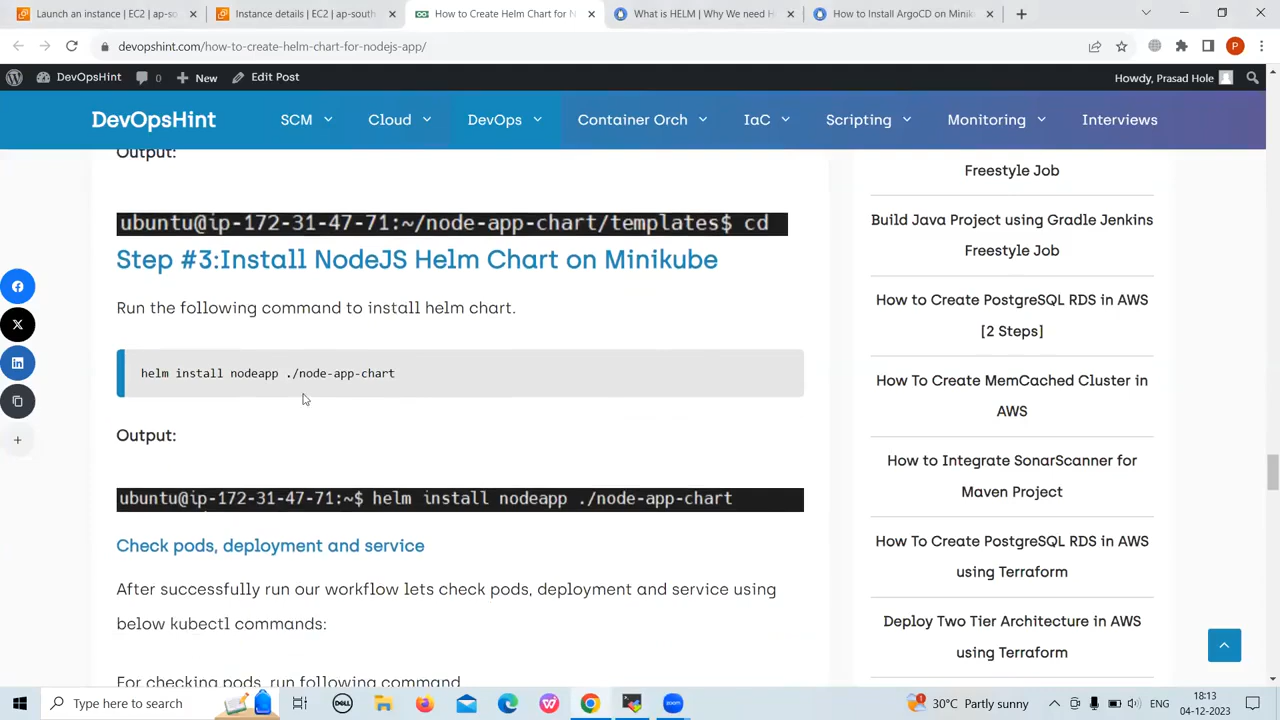 Launch an instance | EC2 | ap-so
Instance details | EC2 | ap-south
How to Create Helm Chart for N
What is HELM | Why We need H
How to Install ArgoCD on Minik
devopshint.com/how-to-create-helm-chart-for-nodejs-app/
P
DevOpsHint 0 New Edit Post
Howdy, Prasad Hole
DevOpsHint SCM Cloud DevOps Container Orch IaC Scripting Monitoring Interviews
Output:
ubuntu@ip-172-31-47-71:~/node-app-chart/templates$ cd
Step #3:Install NodeJS Helm Chart on Minikube
Run the following command to install helm chart.
helm install nodeapp ./node-app-chart
Output:
ubuntu@ip-172-31-47-71:~$ helm install nodeapp ./node-app-chart
Check pods, deployment and service
After successfully run our workflow lets check pods, deployment and service using
below kubectl commands:
For checking pods, run following command
Freestyle Job
Build Java Project using Gradle Jenkins
Freestyle Job
How to Create PostgreSQL RDS in AWS
[2 Steps]
How To Create MemCached Cluster in
AWS
How to Integrate SonarScanner for
Maven Project
How To Create PostgreSQL RDS in AWS
using Terraform
Deploy Two Tier Architecture in AWS
using Terraform
Type here to search
DELL
1
30°C Partly sunny
ENG
18:13
04-12-2023